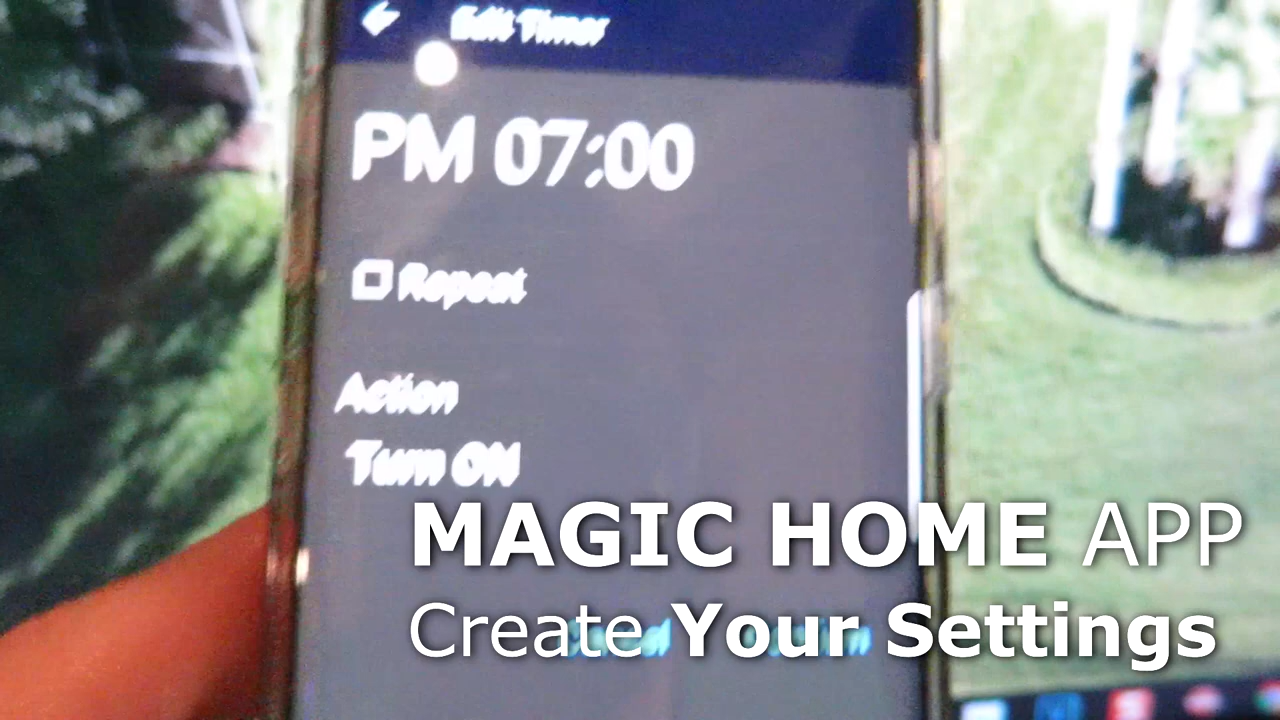 Edit Timer
PM 07:00
Repeat
Action
Turn ON
MAGIC HOME APP
Create Your Settings